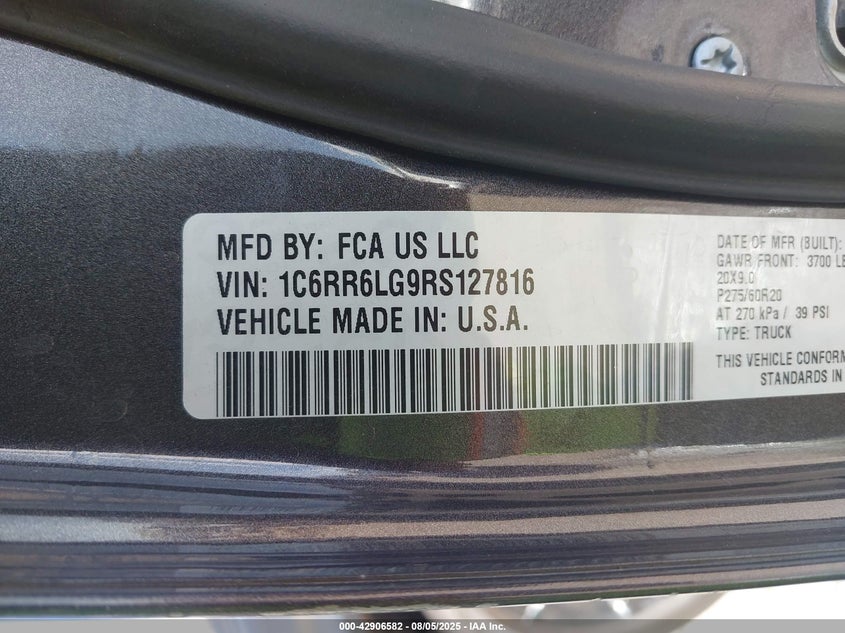 MFD BY: FCA US LLC
VIN: 1C6RR6LG9RS127816
VEHICLE MADE IN: U.S.A.
DATE OF MFR (BUILT):
GAWR FRONT: 3700 LB
20X9.0
P275/60R20
AT 270 kPa / 39 PSI
TYPE: TRUCK
THIS VEHICLE CONFORM
STANDARDS IN
000-42906582 - 08/05/2025 - IAA Inc.